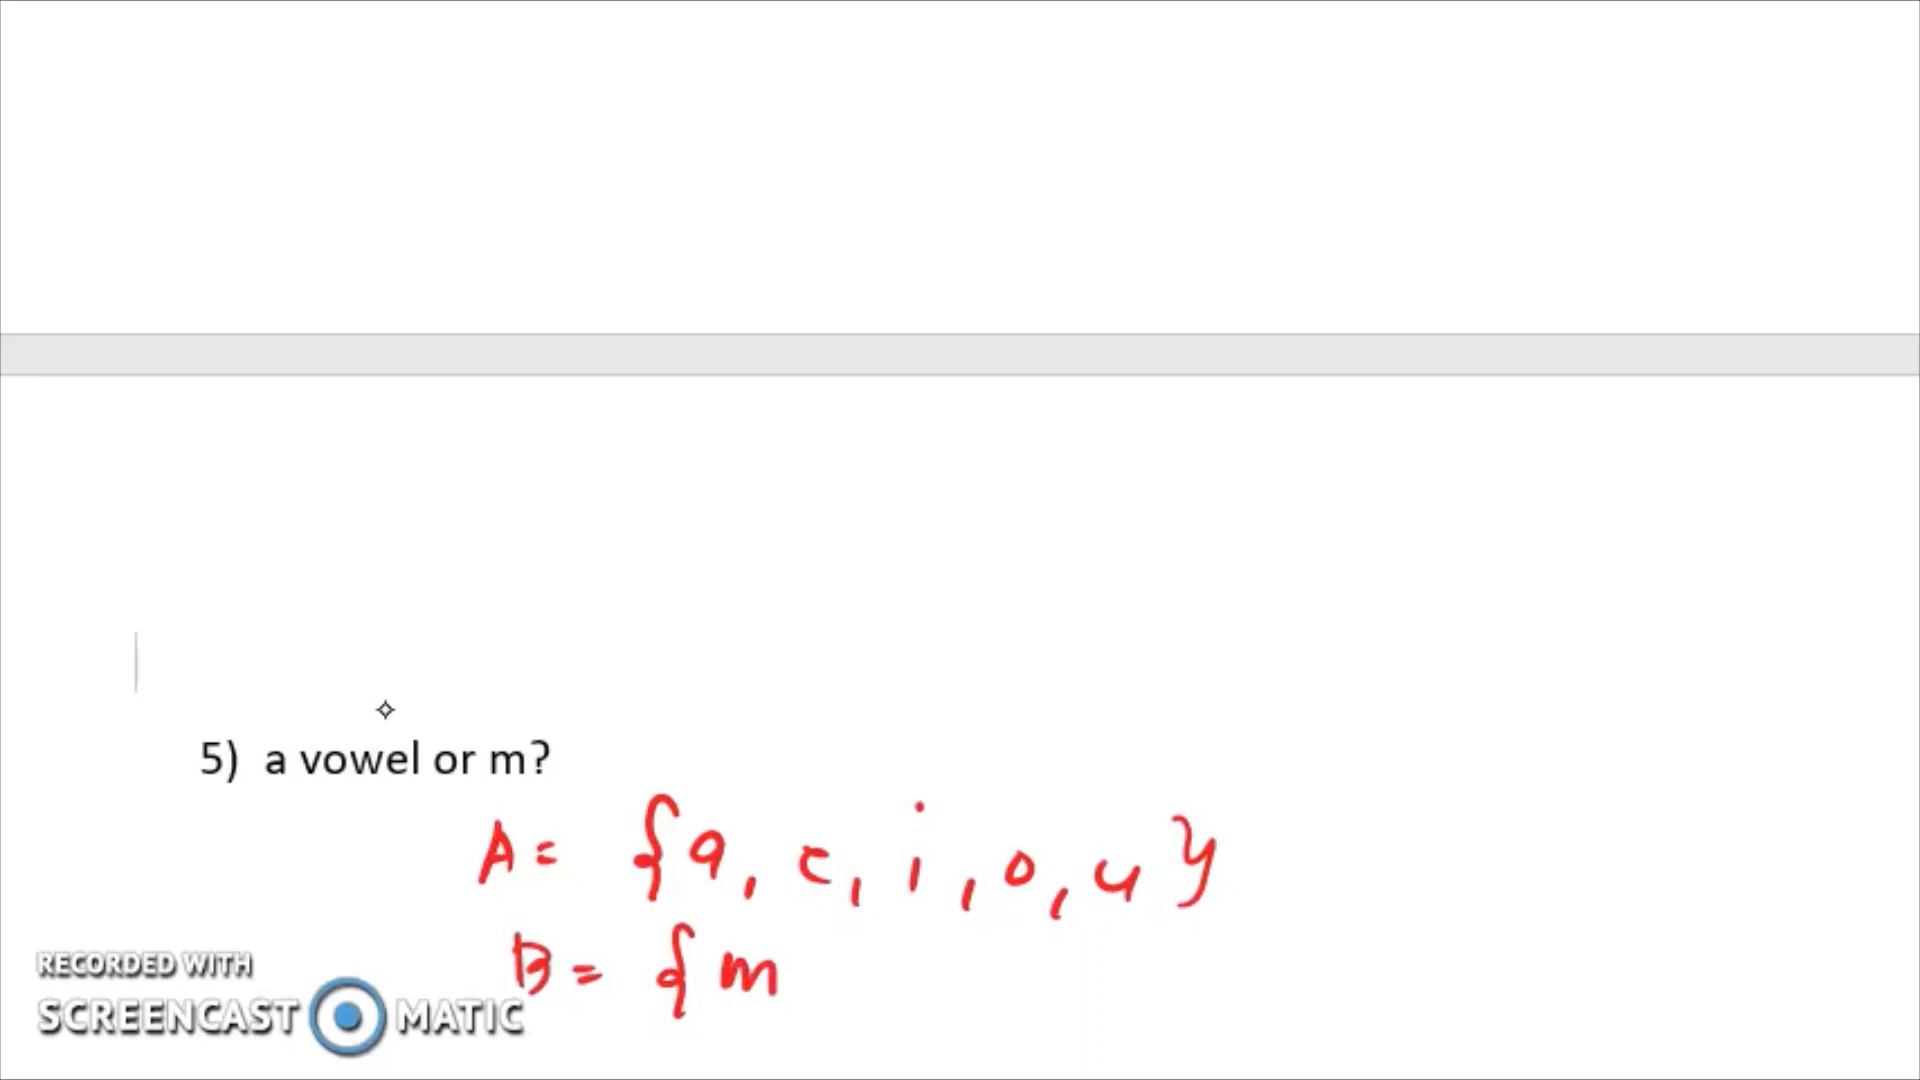 5) a vowel or m?
A = {a, e, i, o, u}
B = {m
RECORDED WITH
SCREENCAST MATIC